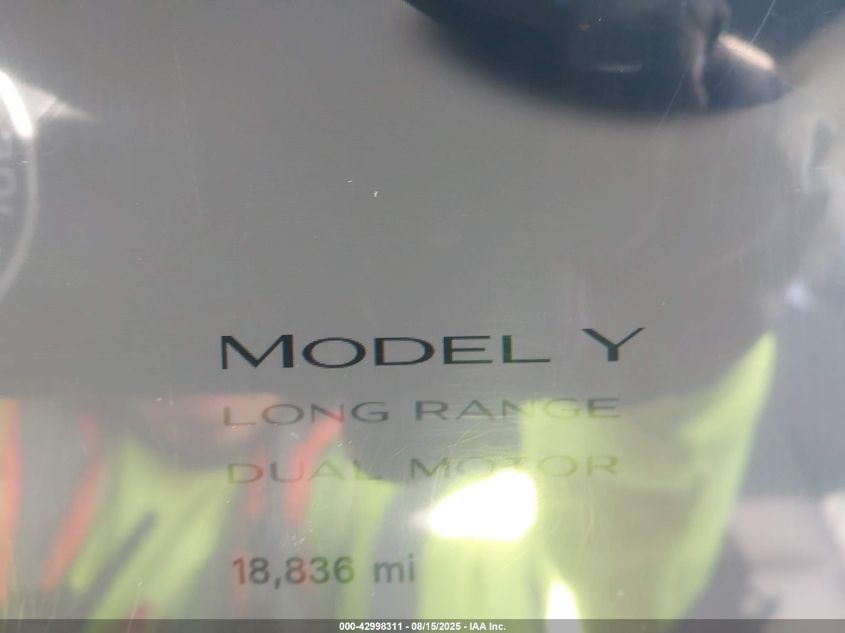 MODEL Y
LONG RANGE
DUAL MOTOR
18,836 mi
000-42998311 - 08/15/2025 - IAA Inc.